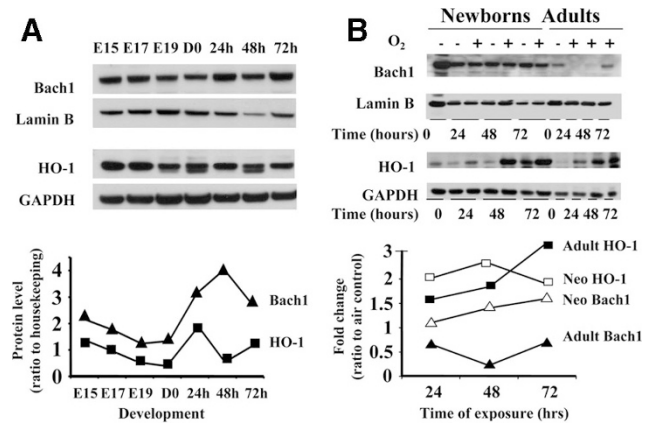 A
E15 E17 E19 D0 24h 48h 72h
Bach1
Lamin B
HO-1
GAPDH
Protein level
(ratio to housekeeping)
4
3
2
1
0
Bach1
HO-1
E15 E17 E19 D0 24h 48h 72h
Development
B
Newborns Adults
O2 - - + - + - + - + + +
Bach1
Lamin B
Time (hours) 0 24 48 72 0 24 48 72
HO-1
GAPDH
Time (hours) 0 24 48 72 0 24 48 72
Fold change
(ratio to air control)
3
2
1.5
1
0.5
0
Adult HO-1
Neo HO-1
Neo Bach1
Adult Bach1
24 48 72
Time of exposure (hrs)